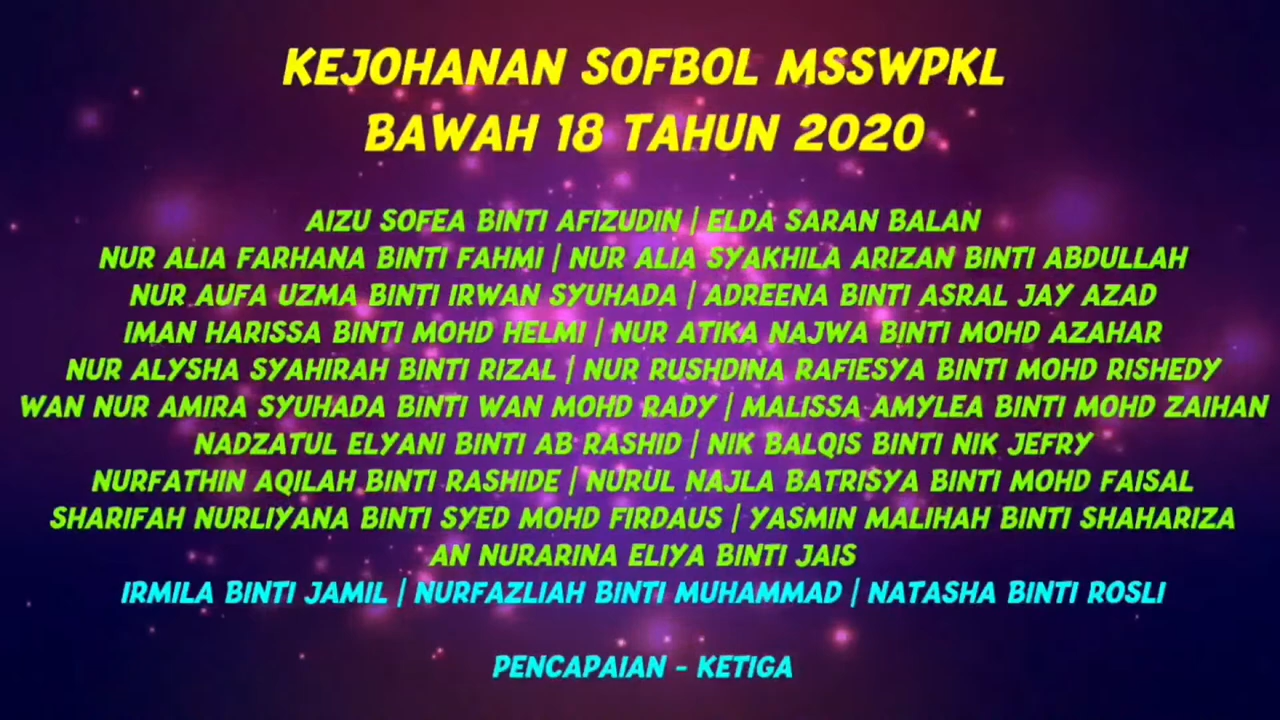 KEJOHANAN SOFBOL MSSWPKL
BAWAH 18 TAHUN 2020
AIZU SOFEA BINTI AFIZUDIN | ELDA SARAN BALAN
NUR ALIA FARHANA BINTI FAHMI | NUR ALIA SYAKHILA ARIZAN BINTI ABDULLAH
NUR AUFA UZMA BINTI IRWAN SYUHADA | ADREENA BINTI ASRAL JAY AZAD
IMAN HARISSA BINTI MOHD HELMI | NUR ATIKA NAJWA BINTI MOHD AZAHAR
NUR ALYSHA SYAHIRAH BINTI RIZAL | NUR RUSHDINA RAFIESYA BINTI MOHD RISHEDY
WAN NUR AMIRA SYUHADA BINTI WAN MOHD RADY | MALISSA AMYLEA BINTI MOHD ZAIHAN
NADZATUL ELYANI BINTI AB RASHID | NIK BALQIS BINTI NIK JEFRY
NURFATHIN AQILAH BINTI RASHIDE | NURUL NAJLA BATRISYA BINTI MOHD FAISAL
SHARIFAH NURLIYANA BINTI SYED MOHD FIRDAUS | YASMIN MALIHAH BINTI SHAHARIZA
AN NURARINA ELIYA BINTI JAIS
IRMILA BINTI JAMIL | NURFAZLIAH BINTI MUHAMMAD | NATASHA BINTI ROSLI
PENCAPAIAN - KETIGA